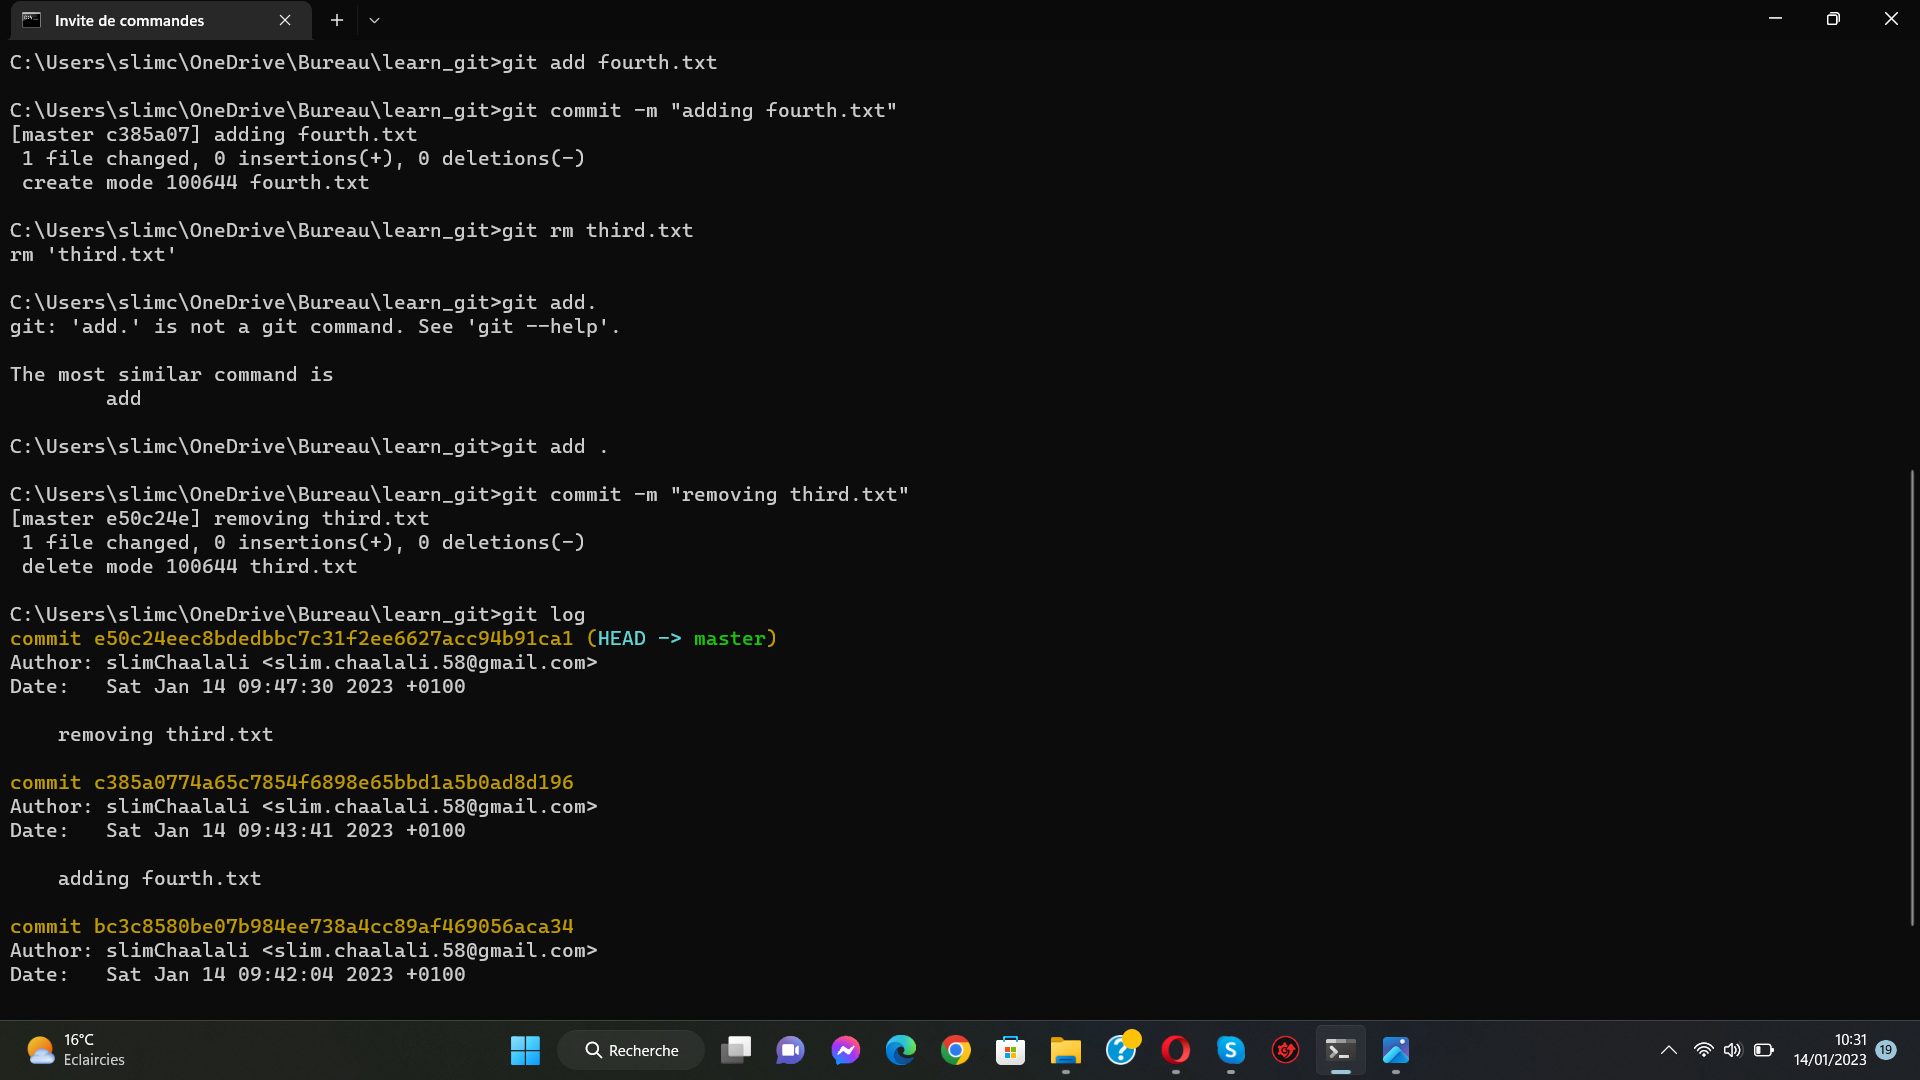 Invite de commandes
C:\Users\slimc\OneDrive\Bureau\learn_git>git add fourth.txt
C:\Users\slimc\OneDrive\Bureau\learn_git>git commit -m "adding fourth.txt"
[master c385a07] adding fourth.txt
 1 file changed, 0 insertions(+), 0 deletions(-)
 create mode 100644 fourth.txt
C:\Users\slimc\OneDrive\Bureau\learn_git>git rm third.txt
rm 'third.txt'
C:\Users\slimc\OneDrive\Bureau\learn_git>git add.
git: 'add.' is not a git command. See 'git --help'.
The most similar command is
        add
C:\Users\slimc\OneDrive\Bureau\learn_git>git add .
C:\Users\slimc\OneDrive\Bureau\learn_git>git commit -m "removing third.txt"
[master e50c24e] removing third.txt
 1 file changed, 0 insertions(+), 0 deletions(-)
 delete mode 100644 third.txt
C:\Users\slimc\OneDrive\Bureau\learn_git>git log
commit e50c24eec8bdedbbc7c31f2ee6627acc94b91ca1 (HEAD -> master)
Author: slimChaalali <slim.chaalali.58@gmail.com>
Date:   Sat Jan 14 09:47:30 2023 +0100
    removing third.txt
commit c385a0774a65c7854f6898e65bbd1a5b0ad8d196
Author: slimChaalali <slim.chaalali.58@gmail.com>
Date:   Sat Jan 14 09:43:41 2023 +0100
    adding fourth.txt
commit bc3c8580be07b984ee738a4cc89af469056aca34
Author: slimChaalali <slim.chaalali.58@gmail.com>
Date:   Sat Jan 14 09:42:04 2023 +0100
16°C
Eclaircies
Recherche
10:31
14/01/2023
19